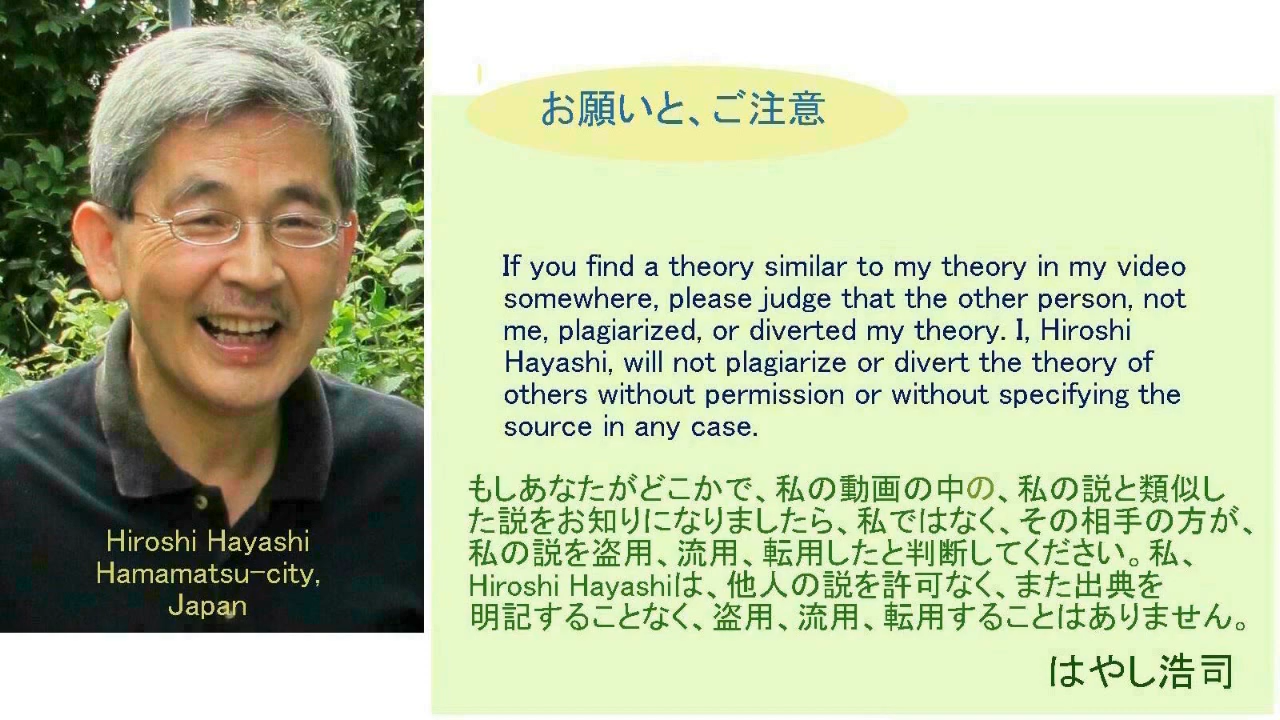 お願いと、ご注意
If you find a theory similar to my theory in my video
somewhere, please judge that the other person, not
me, plagiarized, or diverted my theory. I, Hiroshi
Hayashi, will not plagiarize or divert the theory of
others without permission or without specifying the
source in any case.
もしあなたがどこかで、私の動画の中の、私の説と類似し
た説をお知りになりましたら、私ではなく、その相手の方が、
私の説を盗用、流用、転用したと判断してください。私、
Hiroshi Hayashiは、他人の説を許可なく、また出典を
明記することなく、盗用、流用、転用することはありません。
はやし浩司
Hiroshi Hayashi
Hamamatsu-city,
Japan